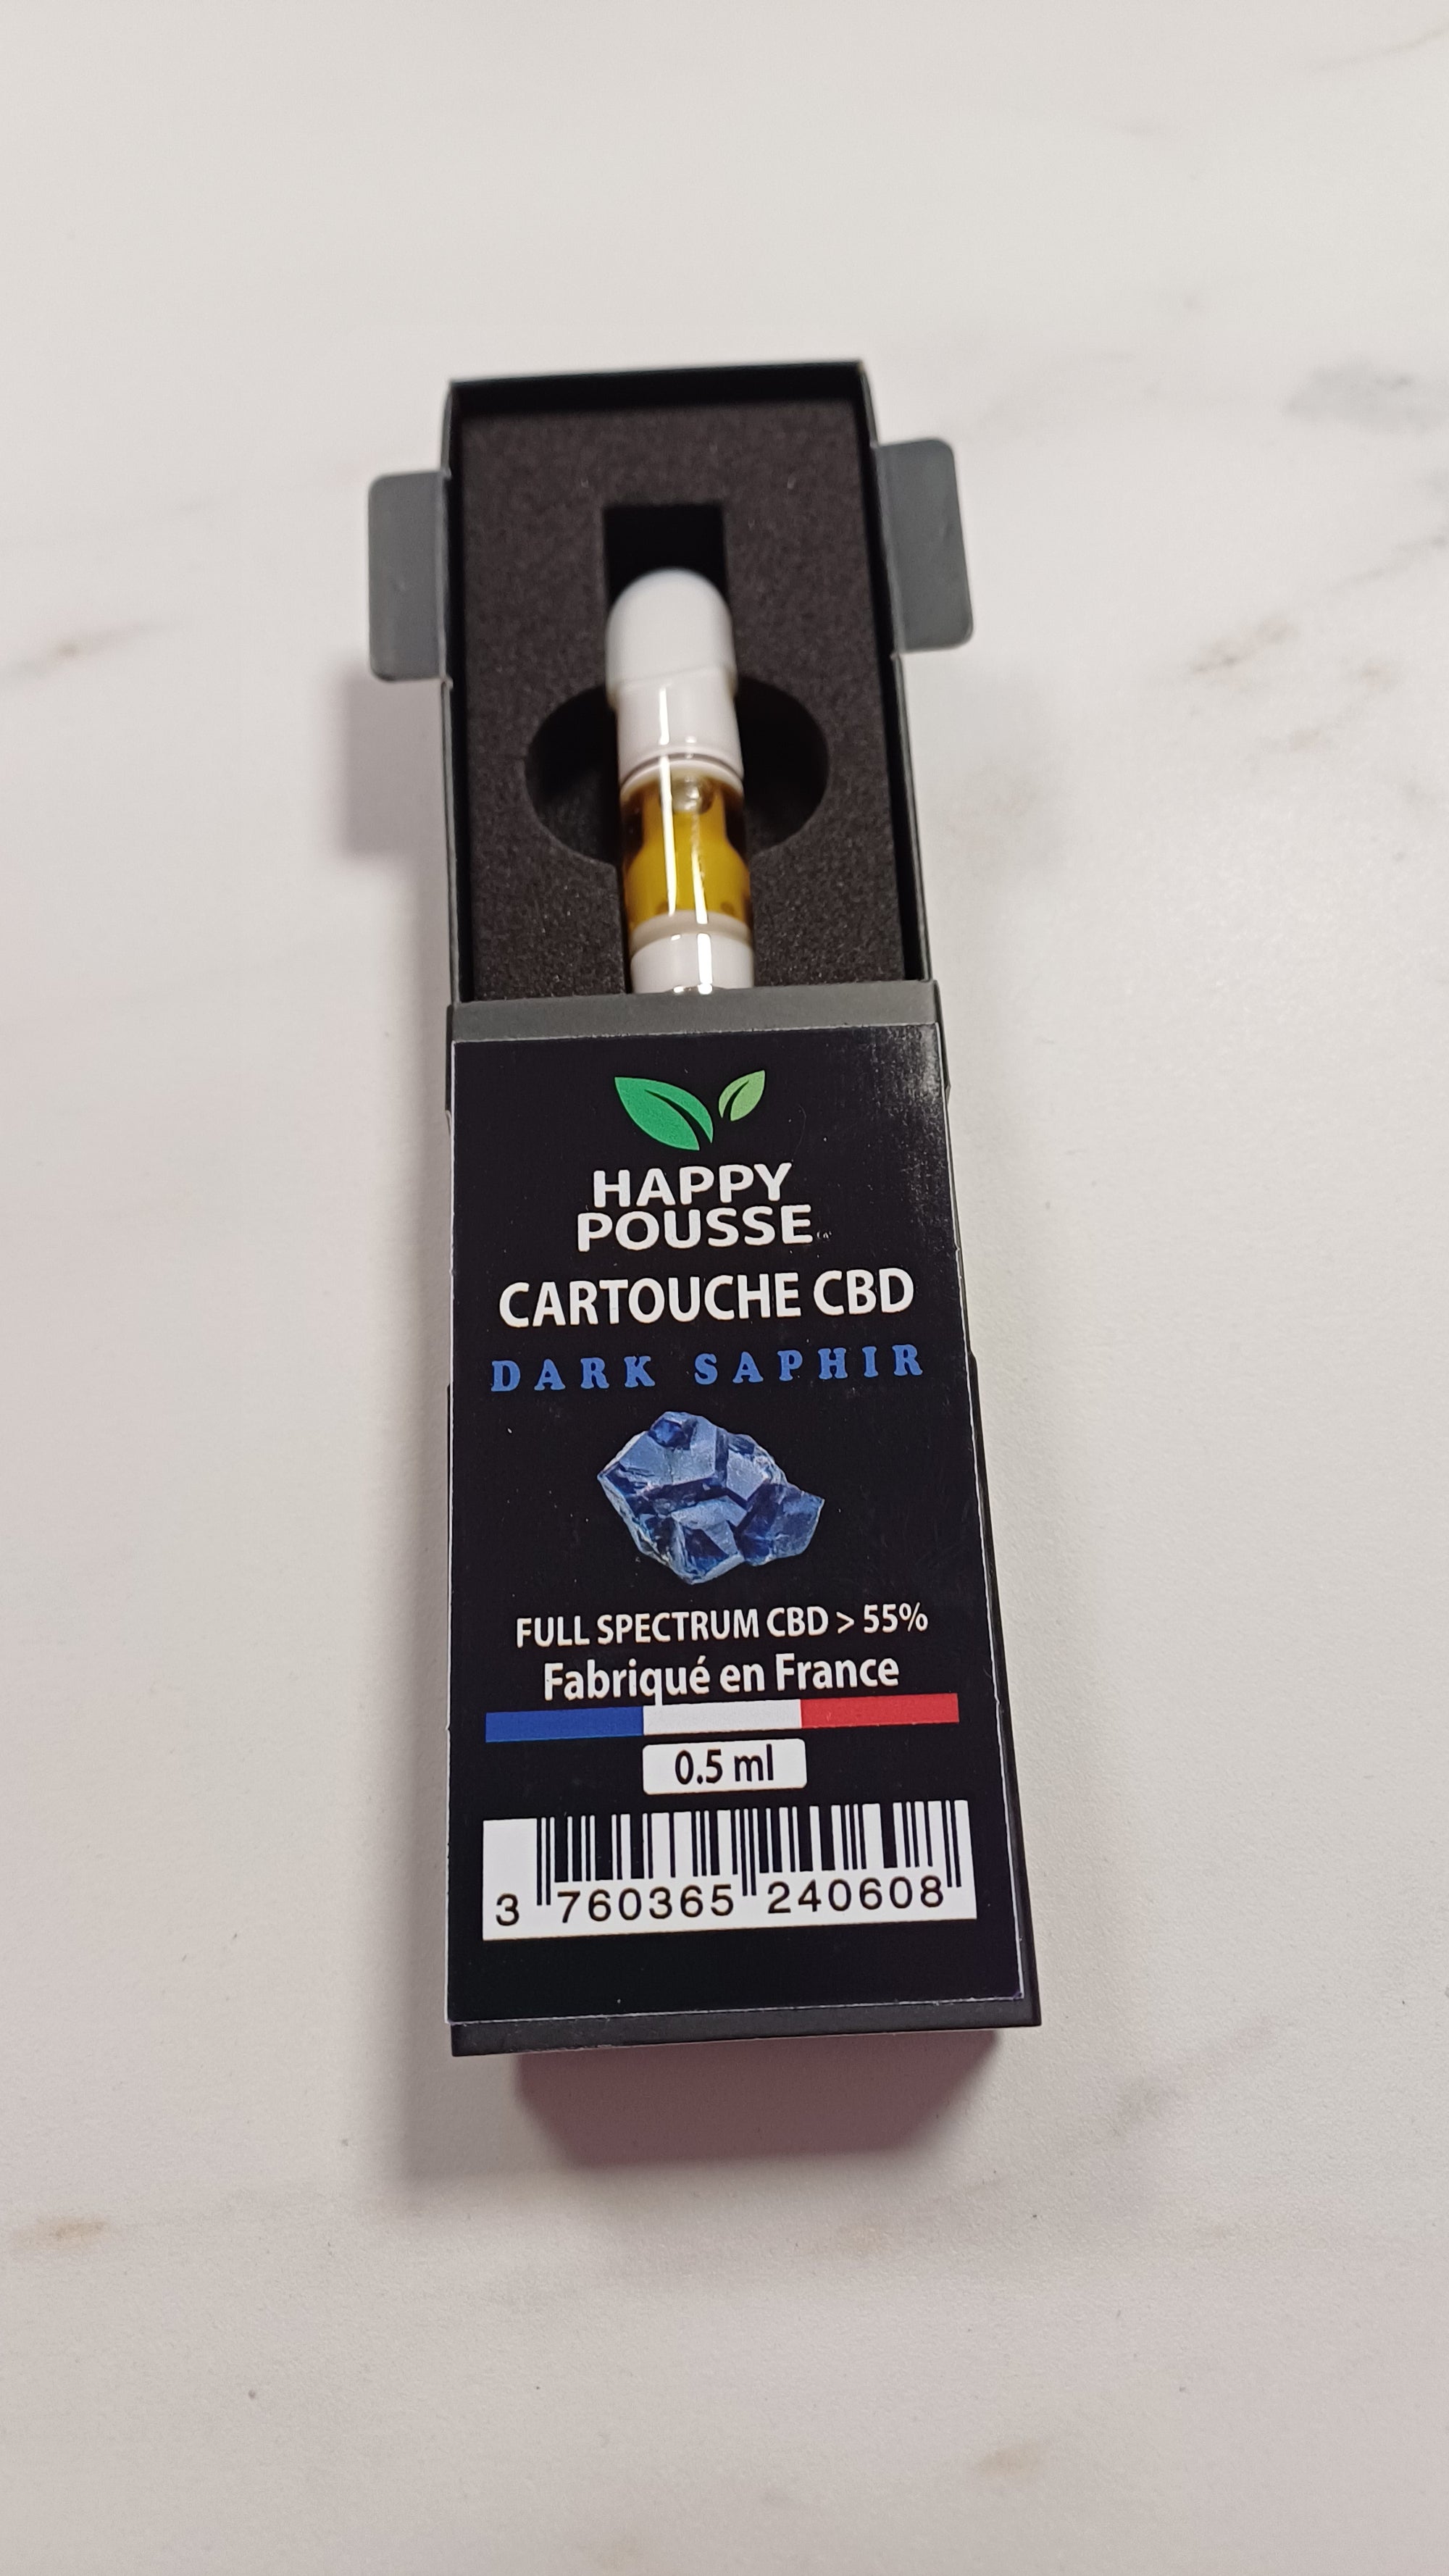 HAPPY
POUSSE
CARTOUCHE CBD
DARK SAPHIR
FULL SPECTRUM CBD > 55%
Fabriqué en France
0.5 ml
3 760365 240608